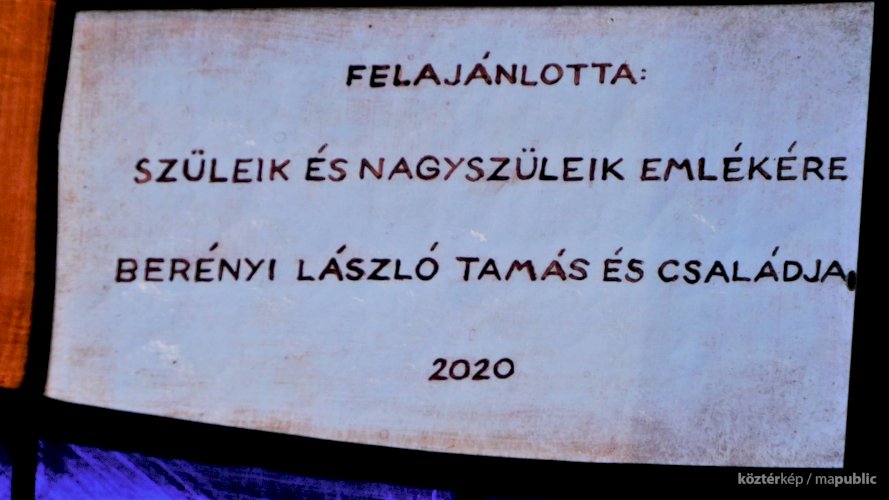 FELAJÁNLOTTA:
SZÜLEIK ÉS NAGYSZÜLEIK EMLÉKÉRE
BERÉNYI LÁSZLÓ TAMÁS ÉS CSALÁDJA
2020
köztérkép / mapublic